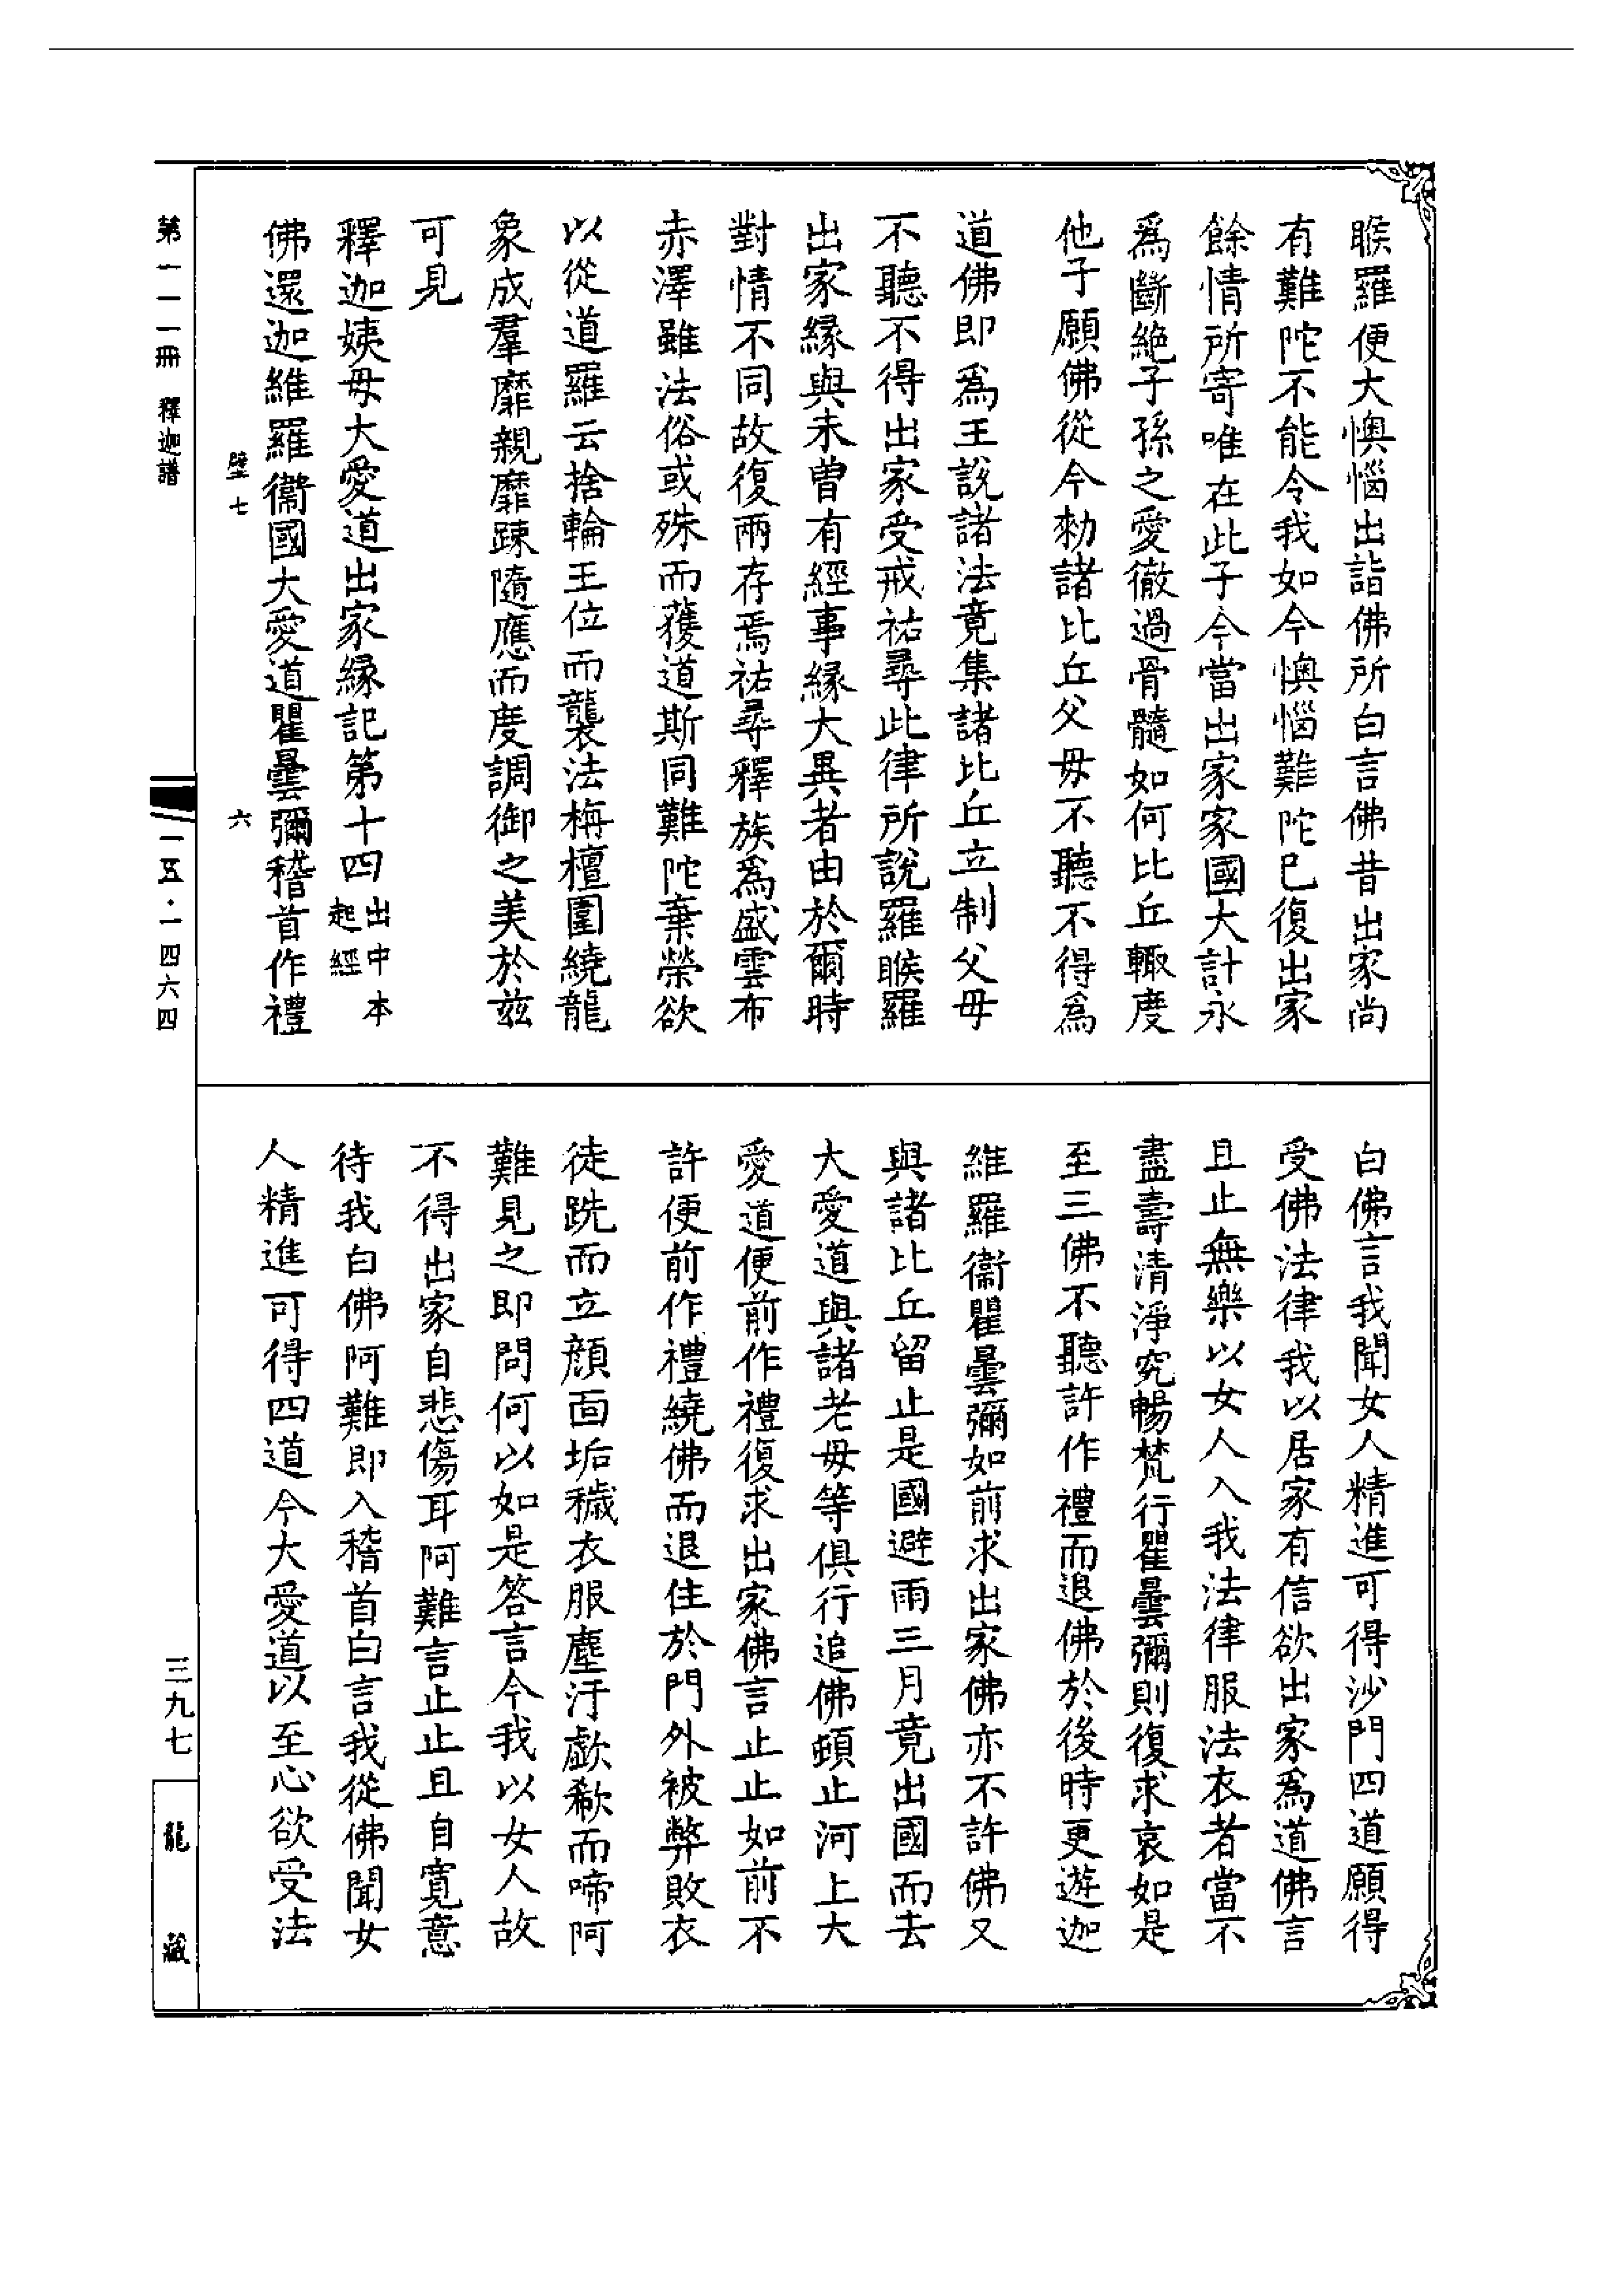 睺羅便大懊惱出詣佛所白言佛昔出家尚
有難陀不能令我如今懊惱難陀已復出家
餘情所寄唯在此子今當出家家國大計永
爲斷絶子孫之愛徹過骨髓如何比丘輙度
他子願佛從今勑諸比丘父母不聽不得爲
道佛即爲王說諸法竟集諸比丘立制父母
不聽不得出家受戒祐尋此律所説羅睺羅
出家緣與未曽有經事緣大異者由於爾時
對情不同故復兩存焉祐尋釋族爲盛雲布
赤澤雖法俗或殊而獲道斯同難陀棄榮欲
以從道羅云捨輪王位而襲法栴檀圍繞龍
象成羣靡親靡踈隨應而度調御之美於兹
可見
釋迦姨母大愛道出家緣記第十四出中本起經
佛還迦維羅衞國大愛道瞿曇彌稽首作禮
白佛言我聞女人精進可得沙門四道願得
受佛法律我以居家有信欲出家爲道佛言
且止無樂以女人入我法律服法衣者當不
盡壽清淨究暢梵行瞿曇彌則復求哀如是
至三佛不聽許作禮而退佛於後時更遊迦
維羅衞瞿曇彌如前求出家佛亦不許佛又
與諸比丘留止是國避雨三月竟出國而去
大愛道與諸老母等俱行追佛頓止河上大
愛道便前作禮復求出家佛言止止如前不
許便前作禮繞佛而退住於門外被弊敗衣
徒跣而立顔面垢穢衣服塵汙歔欷而啼阿
難見之即問何以如是答言今我以女人故
不得出家自悲傷耳阿難言止止且自寛意
待我白佛阿難即入稽首白言我從佛聞女
人精進可得四道今大愛道以至心欲受法
第一一一冊 釋迦譜
壁七 六
一五·一四六四
三九七
龍藏